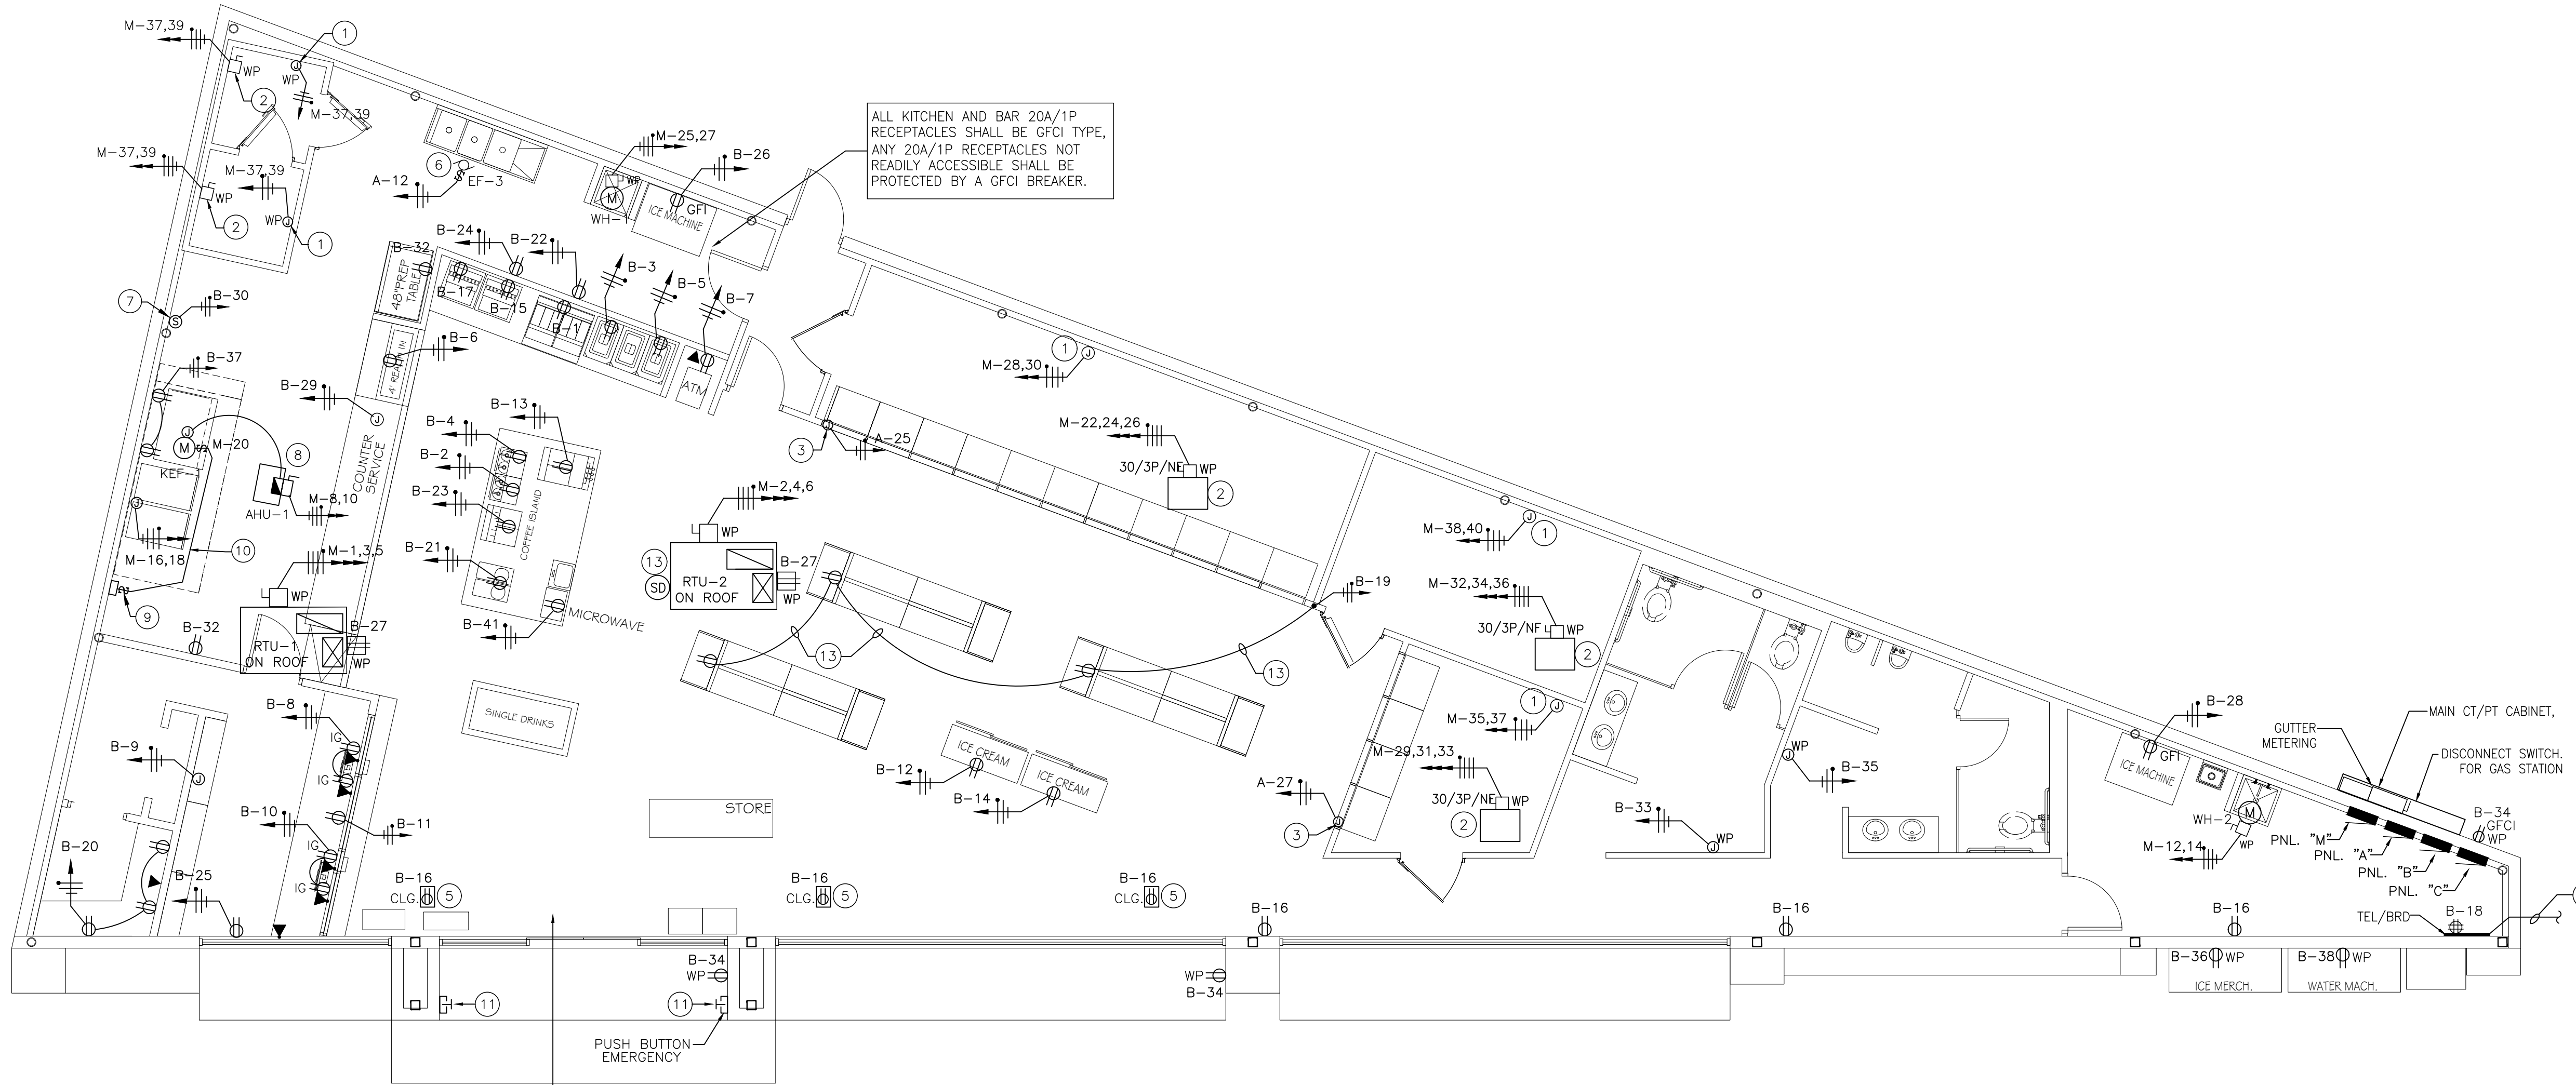 M-37,39
1
WP
WP
2
M-37,39
M-37,39
M-37,39
WP
2
WP
1
6
EF-3
A-12
M-25,27
B-26
WP
M
WH-1
GFI
ICE MACHINE
ALL KITCHEN AND BAR 20A/1P
RECEPTACLES SHALL BE GFCI TYPE,
ANY 20A/1P RECEPTACLES NOT
READILY ACCESSIBLE SHALL BE
PROTECTED BY A GFCI BREAKER.
B-24
B-22
B-32
B-3
B-5
B-7
48"PREP
TABLE
B-17
B-15
B-1
ATM
7
S
B-30
B-6
B-37
B-29
J
COUNTER
SERVICE
M
M-20
KEF-1
8
AHU-1
M-8,10
J
M-16,18
10
9
M-1,3,5
WP
RTU-1
ON ROOF
B-27
WP
B-32
B-13
B-4
B-2
B-23
B-21
COFFEE ISLAND
B-41
MICROWAVE
SINGLE DRINKS
M-2,4,6
WP
13
SD
RTU-2
ON ROOF
B-27
WP
13
13
B-19
1
J
M-28,30
M-22,24,26
30/3P/NF
WP
2
J
3
A-25
M-38,40
J
1
M-32,34,36
30/3P/NF
WP
2
1
J
M-35,37
M-29,31,33
30/3P/NF
WP
2
A-27
J
3
ICE CREAM
ICE CREAM
B-12
B-14
STORE
B-33
WP
J
WP
J
B-35
B-28
GFI
ICE MACHINE
M
WH-2
WP
M-12,14
GUTTER
METERING
MAIN CT/PT CABINET,
DISCONNECT SWITCH.
FOR GAS STATION
B-34
GFCI
WP
PNL. "M"
PNL. "A"
PNL. "B"
PNL. "C"
TEL/BRD
B-18
B-8
IG
IG
B-9
J
B-10
B-11
IG
IG
B-20
B-25
B-16
CLG.
5
B-16
CLG.
5
B-16
CLG.
5
B-16
B-16
B-16
B-34
WP
WP
B-34
11
11
PUSH BUTTON
EMERGENCY
B-36
WP
ICE MERCH.
B-38
WP
WATER MACH.